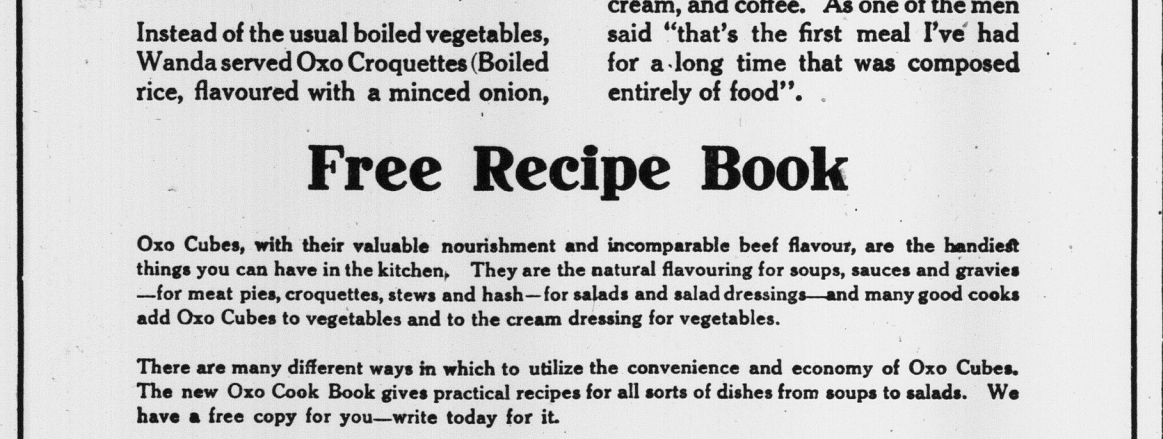 Instead of the usual boiled vegetables,
Wanda served Oxo Croquettes (Boiled
rice, flavoured with a minced onion,
cream, and coffee. As one of the men
said "that's the first meal I've had
for a long time that was composed
entirely of food".
Free Recipe Book
Oxo Cubes, with their valuable nourishment and incomparable beef flavour, are the handiest
things you can have in the kitchen, They are the natural flavouring for soups, sauces and gravies
—for meat pies, croquettes, stews and hash—for salads and salad dressings—and many good cooks
add Oxo Cubes to vegetables and to the cream dressing for vegetables.
There are many different ways in which to utilize the convenience and economy of Oxo Cubes.
The new Oxo Cook Book gives practical recipes for all sorts of dishes from soups to salads. We
have a free copy for you—write today for it.